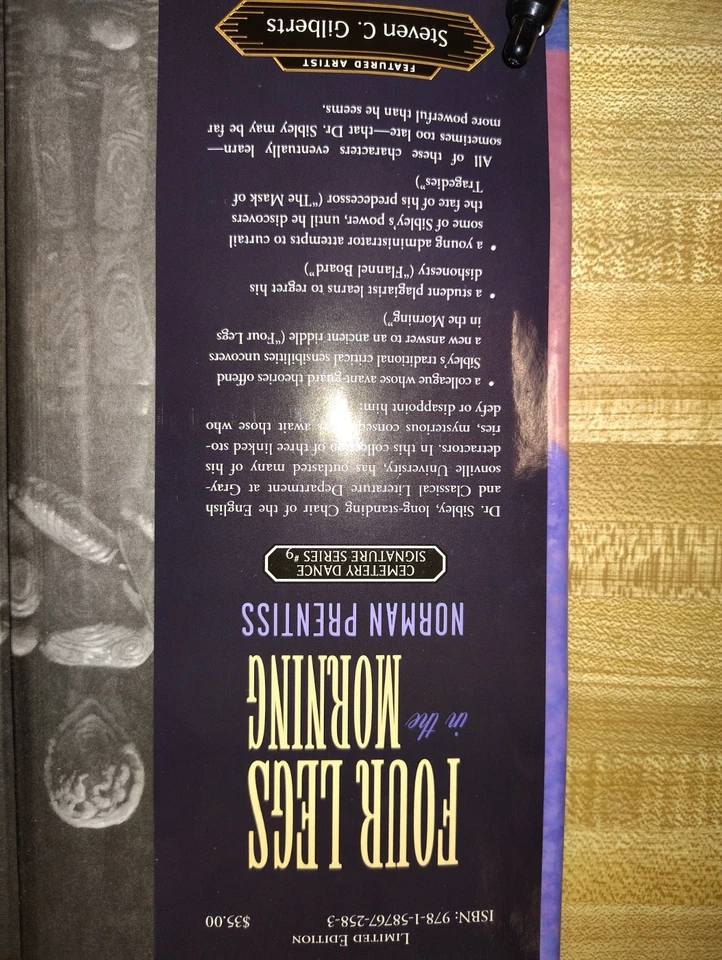 LIMITED EDITION
ISBN: 978-1-58767-258-3 $35.00
FOUR LEGS
in the MORNING
NORMAN PRENTISS
CEMETERY DANCE
SIGNATURE SERIES #9
Dr. Sibley, long-standing Chair of the English
and Classical Literature Department at Gray-
sonville University, has outlasted many of his
detractors. In this of three linked sto-
ries, mysterious await those who
defy or disappoint him:
• a colleague whose avant-guard theories offend
Sibley's traditional critical sensibilities uncovers
a new answer to an ancient riddle ("Four Legs
in the Morning")
• a student plagiarist learns to regret his
dishonesty ("Flannel Board")
• a young administrator attempts to curtail
some of Sibley's power, until he discovers
the fate of his predecessor ("The Mask of
Tragedies")
All of these characters eventually learn—
sometimes too late—that Dr. Sibley may be far
more powerful than he seems.
FEATURED ARTIST
Steven C. Gilberts